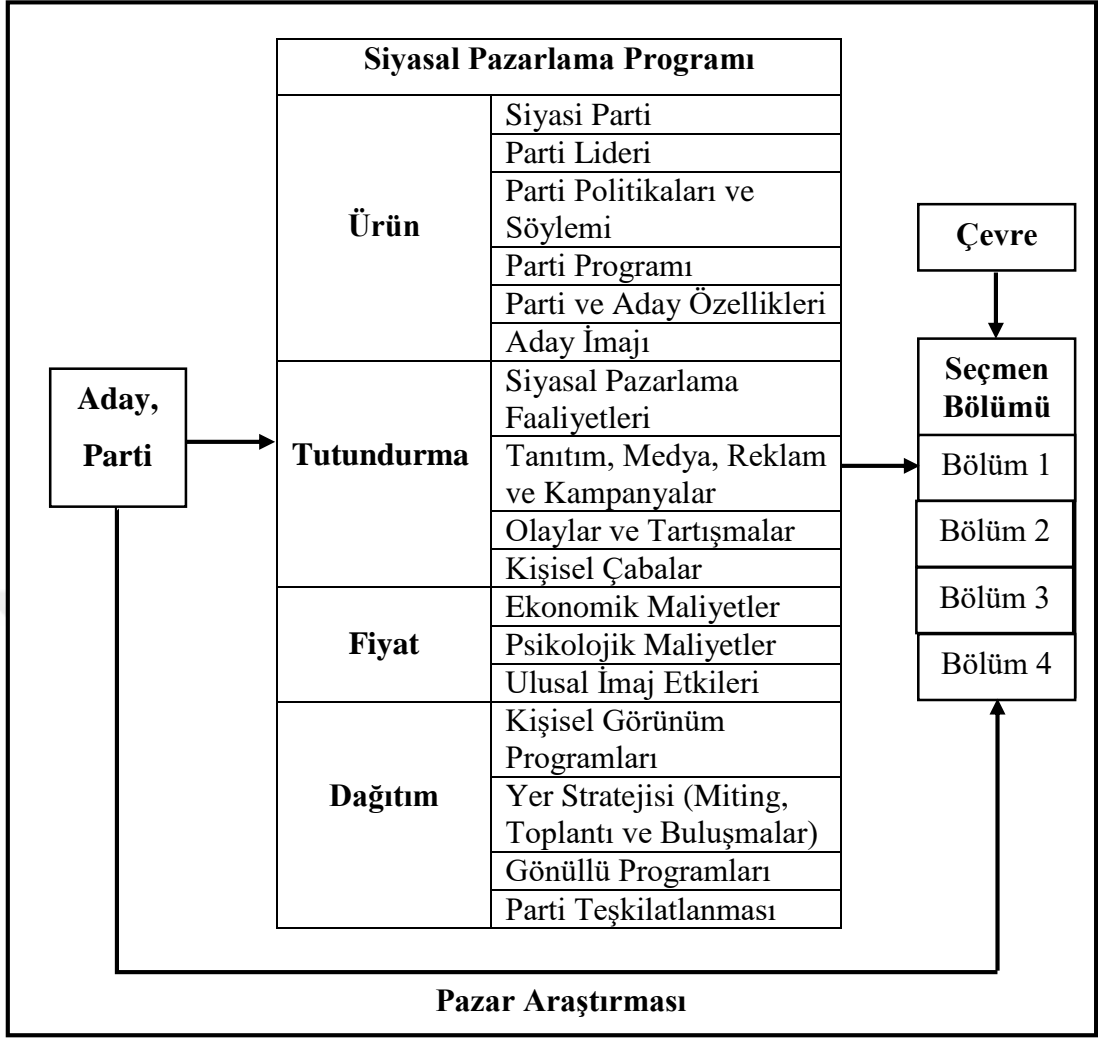 Siyasal Pazarlama Programı
Aday,
Parti
Ürün
Siyasi Parti
Parti Lideri
Parti Politikaları ve
Söylemi
Parti Programı
Parti ve Aday Özellikleri
Aday İmajı
Tutundurma
Siyasal Pazarlama
Faaliyetleri
Tanıtım, Medya, Reklam
ve Kampanyalar
Olaylar ve Tartışmalar
Kişisel Çabalar
Fiyat
Ekonomik Maliyetler
Psikolojik Maliyetler
Ulusal İmaj Etkileri
Dağıtım
Kişisel Görünüm
Programları
Yer Stratejisi (Miting,
Toplantı ve Buluşmalar)
Gönüllü Programları
Parti Teşkilatlanması
Çevre
Seçmen
Bölümü
Bölüm 1
Bölüm 2
Bölüm 3
Bölüm 4
Pazar Araştırması